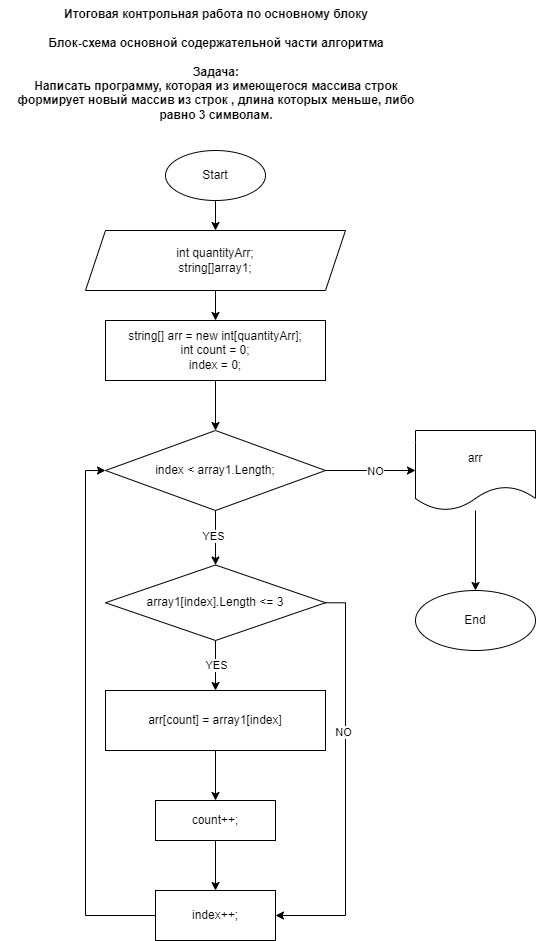 Итоговая контрольная работа по основному блоку
Блок-схема основной содержательной части алгоритма
Задача:
Написать программу, которая из имеющегося массива строк
формирует новый массив из строк , длина которых меньше, либо
равно 3 символам.
Start
int quantityArr;
string[]array1;
string[] arr = new int[quantityArr];
int count = 0;
index = 0;
index < array1.Length;
NO
arr
YES
array1[index].Length <= 3
End
YES
arr[count] = array1[index]
NO
count++;
index++;